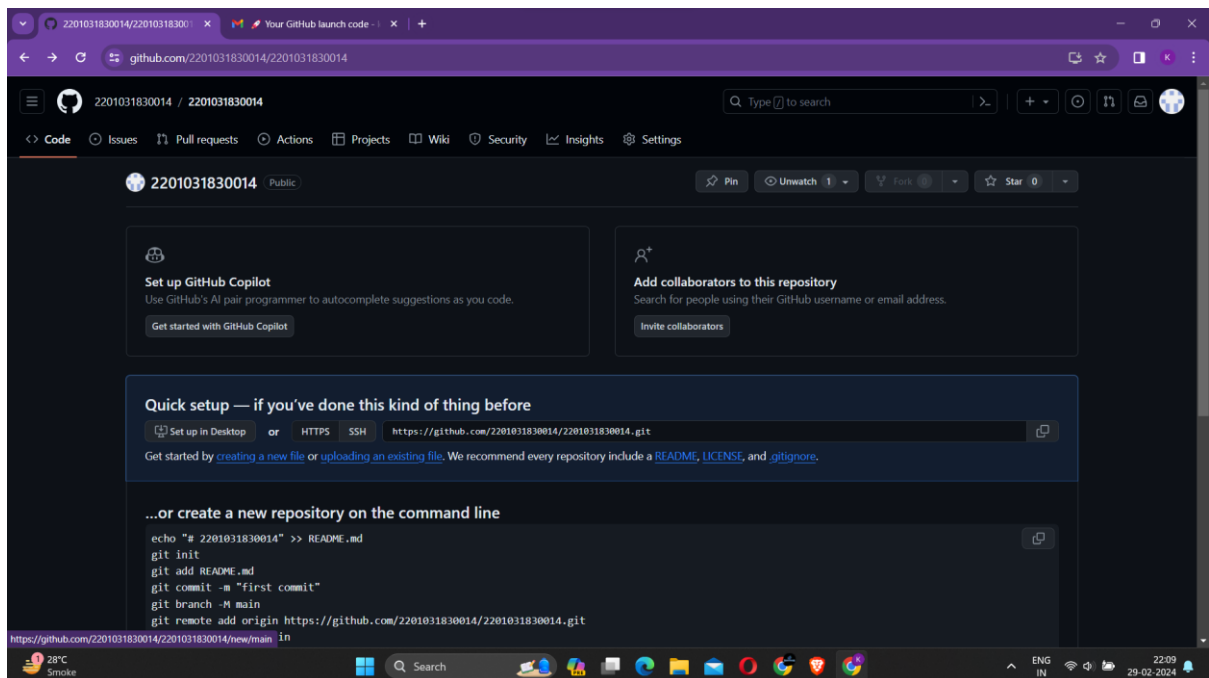 2201031830014/22010318300
Your GitHub launch code -
github.com/2201031830014/2201031830014
K
2201031830014 / 2201031830014
Type / to search
Code Issues Pull requests Actions Projects Wiki Security Insights Settings
2201031830014 Public
Pin Unwatch 1 Fork 0 Star 0
Set up GitHub Copilot
Use GitHub's AI pair programmer to autocomplete suggestions as you code.
Get started with GitHub Copilot
Add collaborators to this repository
Search for people using their GitHub username or email address.
Invite collaborators
Quick setup — if you've done this kind of thing before
Set up in Desktop or HTTPS SSH https://github.com/2201031830014/2201031830014.git
Get started by creating a new file or uploading an existing file. We recommend every repository include a README, LICENSE, and .gitignore.
...or create a new repository on the command line
echo "# 2201031830014" >> README.md
git init
git add README.md
git commit -m "first commit"
git branch -M main
git remote add origin https://github.com/2201031830014/2201031830014.git
https://github.com/2201031830014/2201031830014/new/main in
1 28°C
Smoke
Search
ENG
IN
22:09
29-02-2024